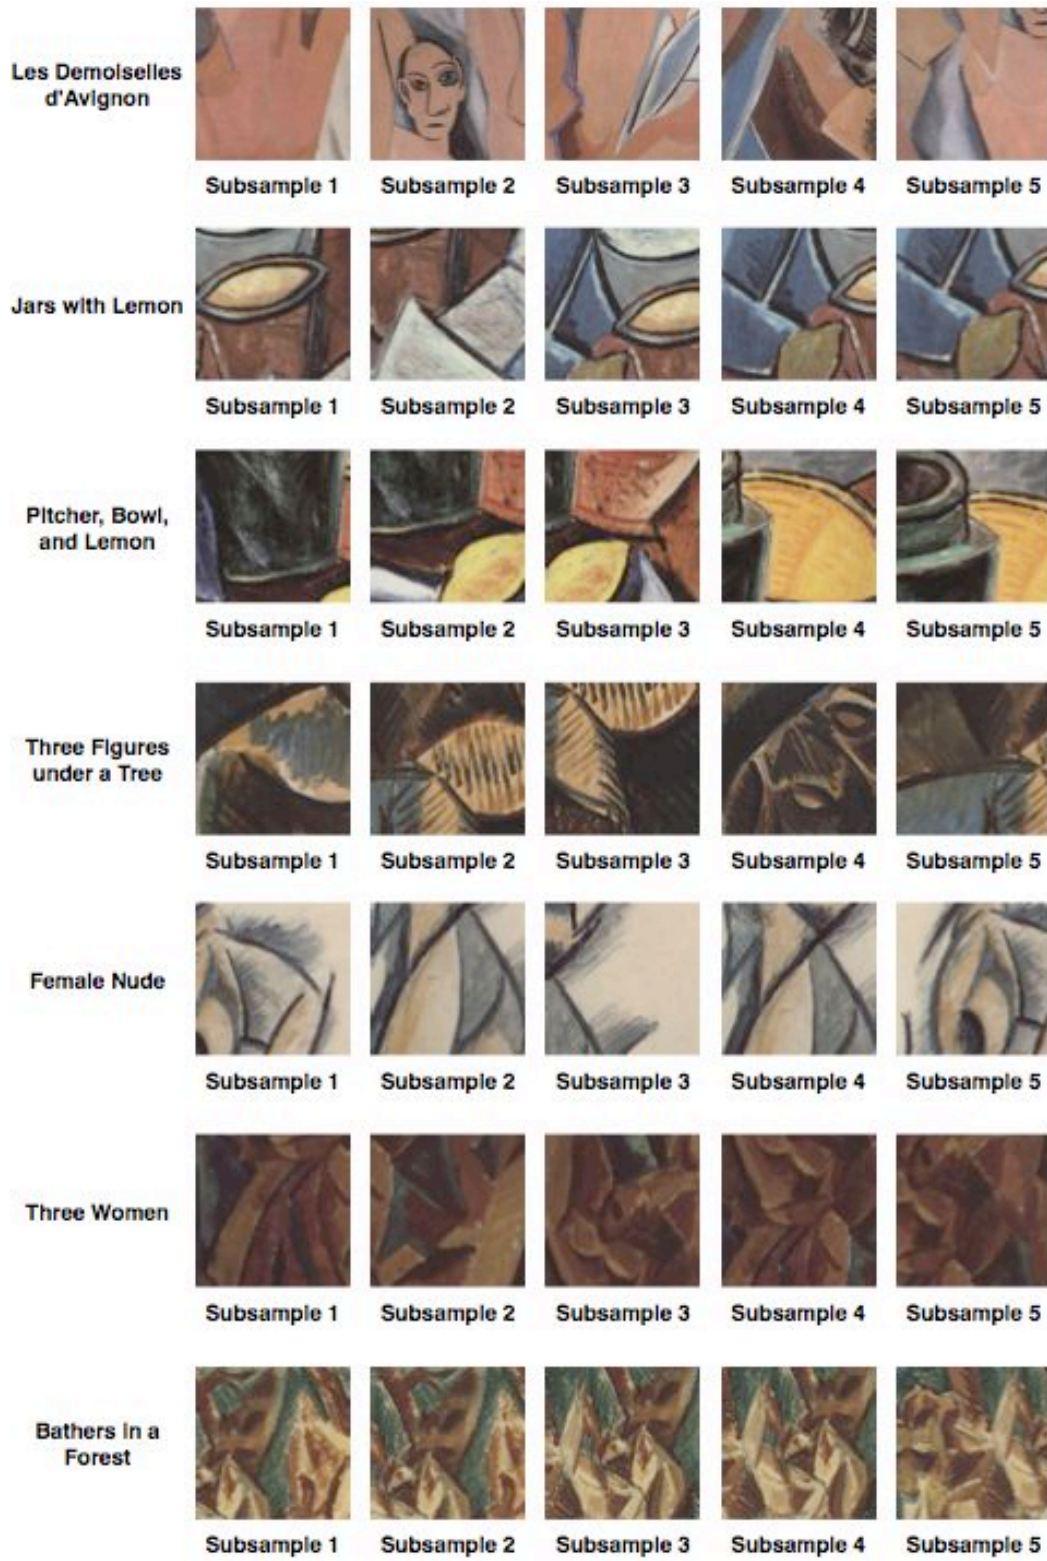 Les Demoiselles
d'Avignon
Subsample 1 Subsample 2 Subsample 3 Subsample 4 Subsample 5
Jars with Lemon
Subsample 1 Subsample 2 Subsample 3 Subsample 4 Subsample 5
Pitcher, Bowl,
and Lemon
Subsample 1 Subsample 2 Subsample 3 Subsample 4 Subsample 5
Three Figures
under a Tree
Subsample 1 Subsample 2 Subsample 3 Subsample 4 Subsample 5
Female Nude
Subsample 1 Subsample 2 Subsample 3 Subsample 4 Subsample 5
Three Women
Subsample 1 Subsample 2 Subsample 3 Subsample 4 Subsample 5
Bathers in a
Forest
Subsample 1 Subsample 2 Subsample 3 Subsample 4 Subsample 5